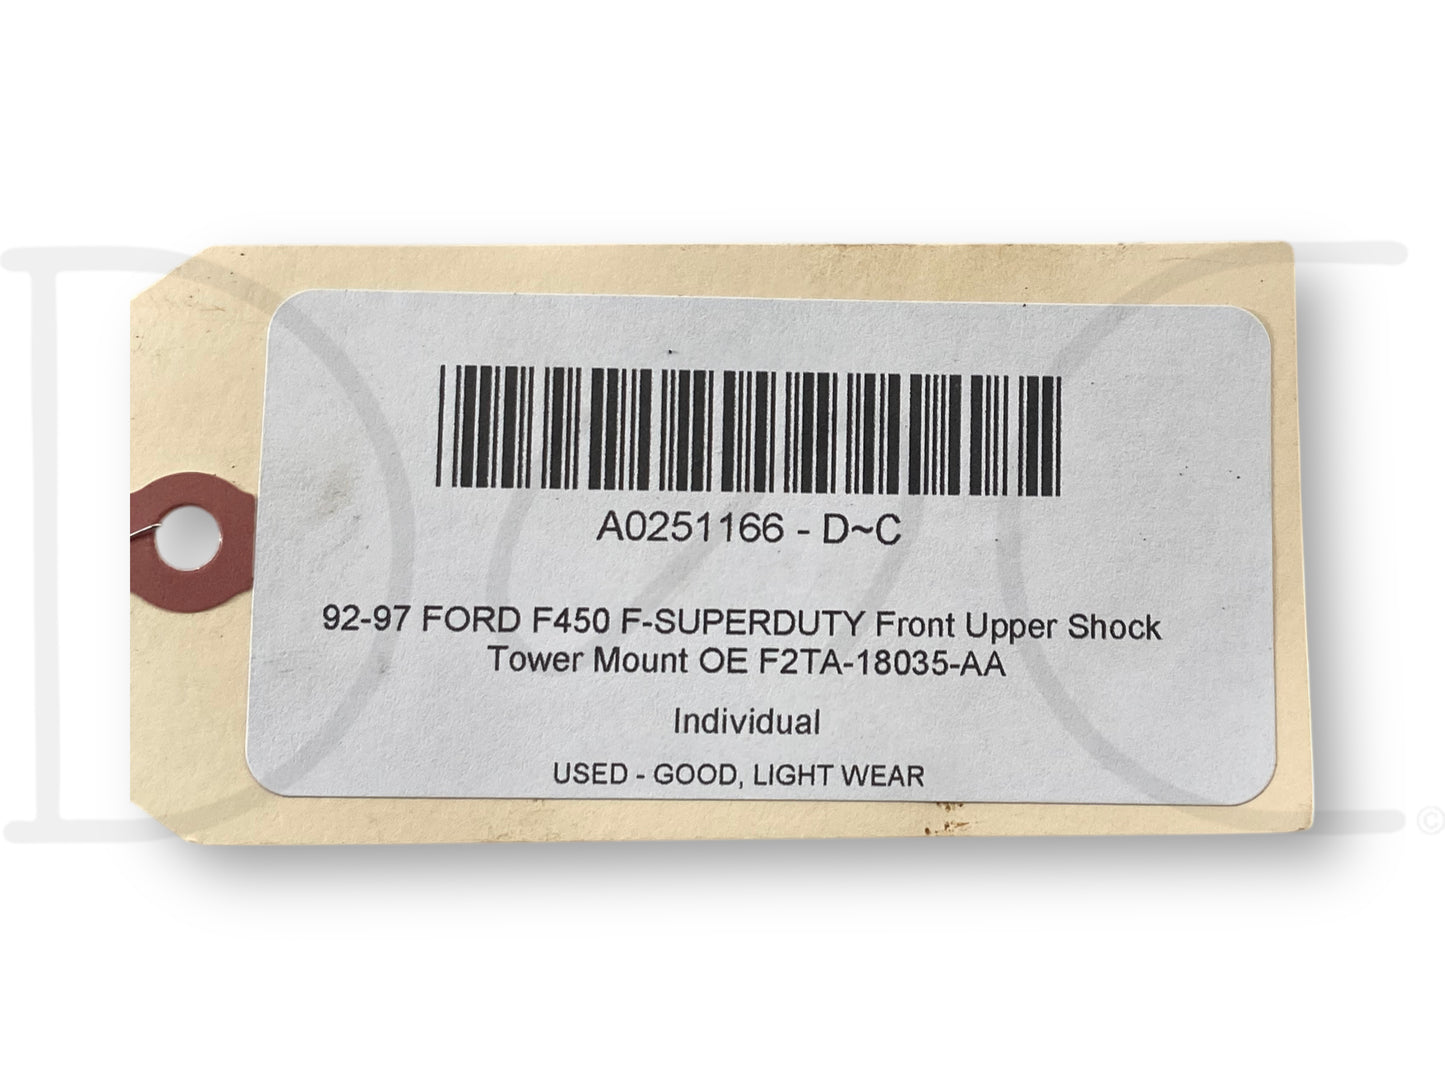 A0251166 - D~C
92-97 FORD F450 F-SUPERDUTY Front Upper Shock
Tower Mount OE F2TA-18035-AA
Individual
USED - GOOD, LIGHT WEAR
©